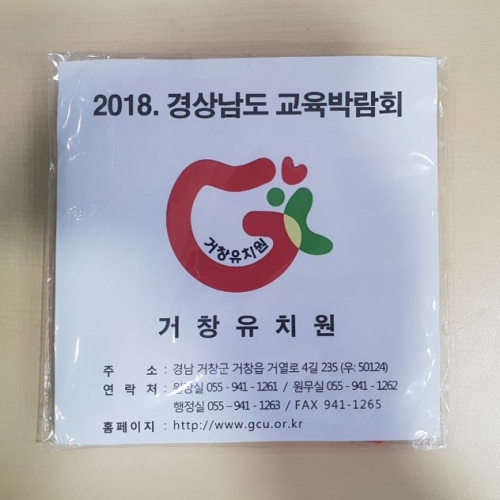 2018. 경상남도 교육박람회
거창유치원
거창유치원
주 소 : 경남 거창군 거창읍 거열로 4길 235 (우: 50124)
연 락 처 : 원장실 055 - 941 - 1261 / 원무실 055 - 941 - 1262
행정실 055 – 941 - 1263 / FAX 941-1265
홈페이지 : http://www.gcu.or.kr